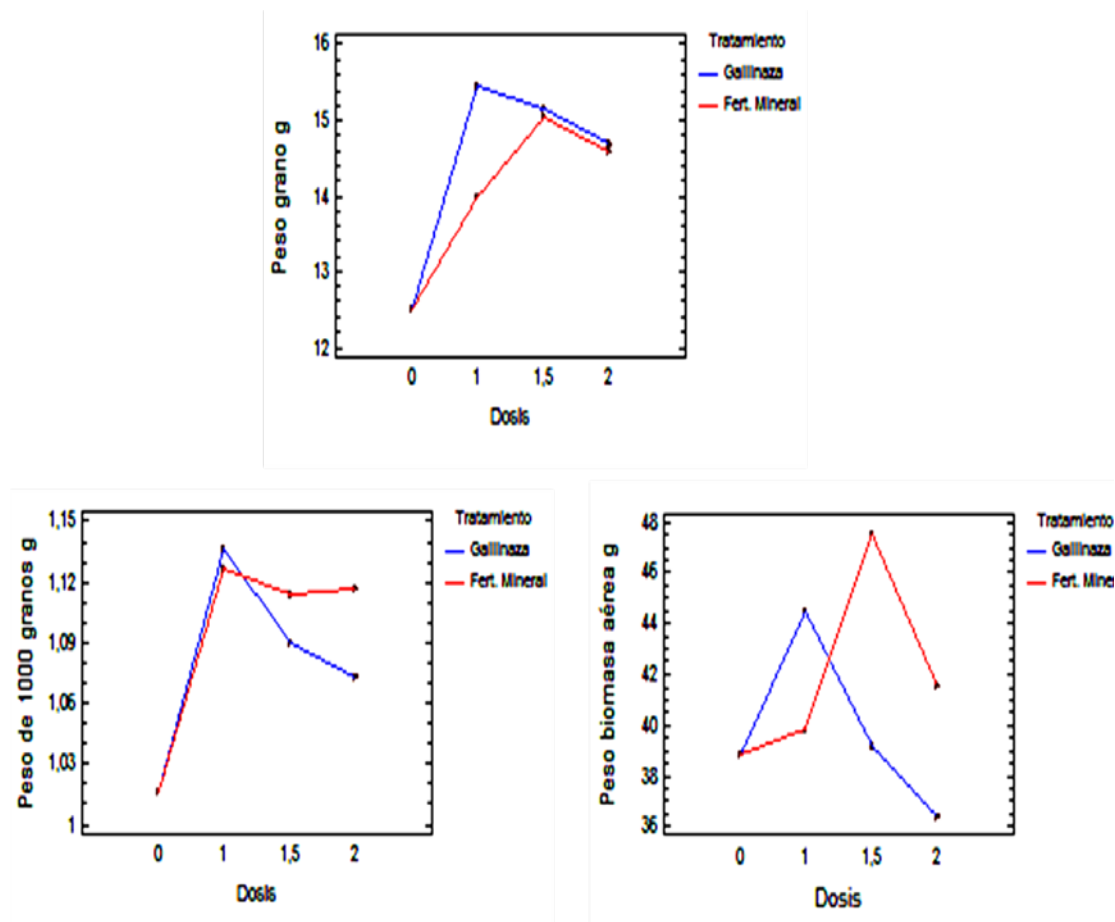 Peso grano g
16
15
14
13
12
0 1 1,5 2
Dosis
Tratamiento
Gallinaza
Fert. Mineral
Peso de 1000 granos g
1,15
1,12
1,09
1,06
1,03
1
0 1 1,5 2
Dosis
Tratamiento
Gallinaza
Fert. Mineral
Peso biomasa aérea g
48
46
44
42
40
38
36
0 1 1,5 2
Dosis
Tratamiento
Gallinaza
Fert. Miner